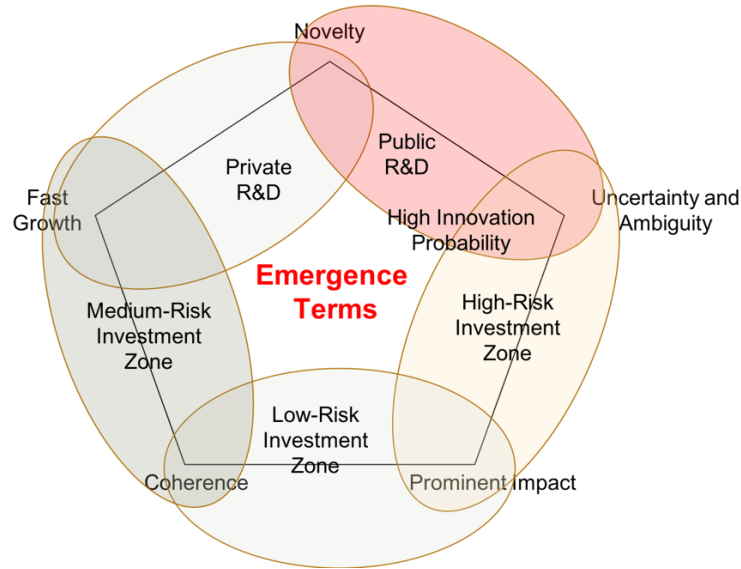 Novelty
Public
R&D
Private
R&D
Fast
Growth
Uncertainty and
Ambiguity
High Innovation
Probability
Emergence
Terms
Medium-Risk
Investment
Zone
High-Risk
Investment
Zone
Low-Risk
Investment
Zone
Coherence
Prominent Impact